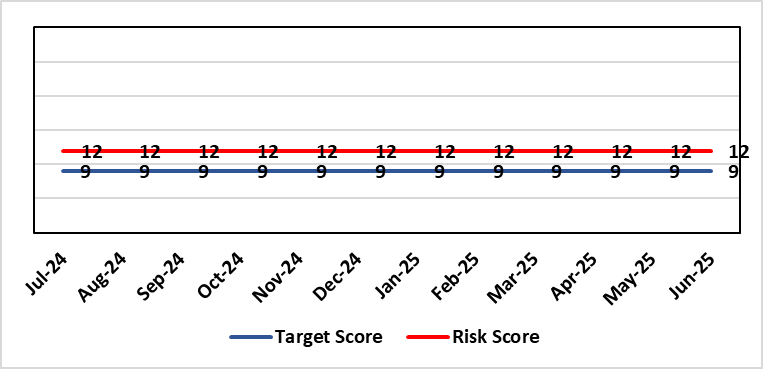 12 12 12 12 12 12 12 12 12 12 12 12
9 9 9 9 9 9 9 9 9 9 9 9
Jul-24 Aug-24 Sep-24 Oct-24 Nov-24 Dec-24 Jan-25 Feb-25 Mar-25 Apr-25 May-25 Jun-25
Target Score Risk Score